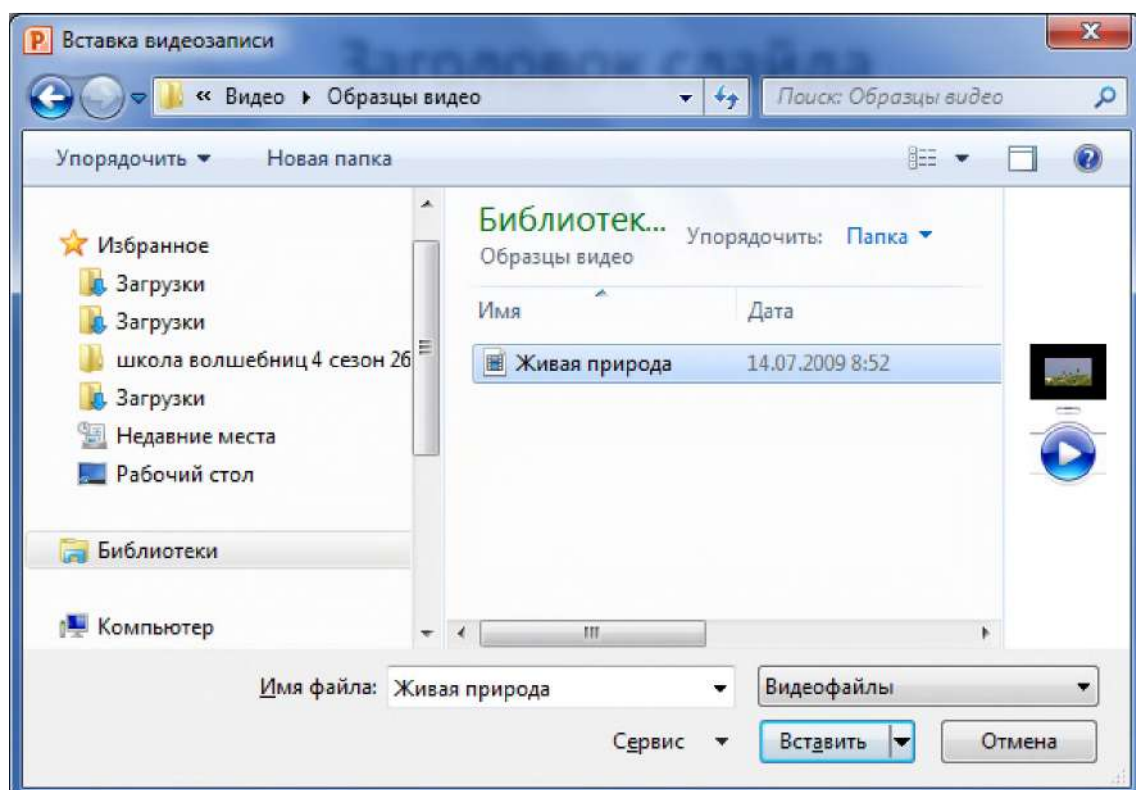 Вставка видеозаписи
Заголовок слайда
« Видео ▸ Образцы видео
Поиск: Образцы видео
Упорядочить
Новая папка
Избранное
Загрузки
Загрузки
школа волшебниц 4 сезон 26
Загрузки
Недавние места
Рабочий стол
Библиотеки
Компьютер
Библиотек...
Образцы видео
Упорядочить: Папка
Имя Дата
Живая природа 14.07.2009 8:52
Имя файла: Живая природа
Видеофайлы
Сервис
Вставить
Отмена